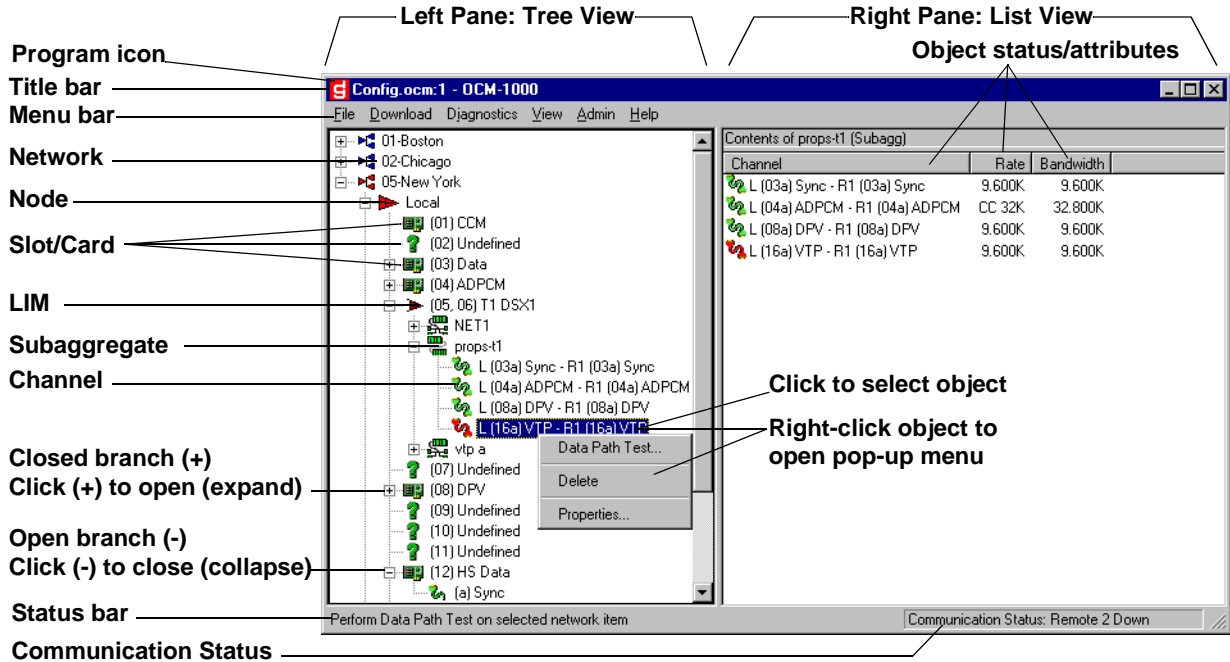 Left Pane: Tree View
Right Pane: List View
Program icon
Object status/attributes
Title bar
Config.ocm:1 - OCM-1000
Menu bar
File Download Diagnostics View Admin Help
01-Boston
Contents of props-t1 (Subagg)
Network
02-Chicago
Channel Rate Bandwidth
05-New York
L (03a) Sync - R1 (03a) Sync 9.600K 9.600K
Node
Local
L (04a) ADPCM - R1 (04a) ADPCM CC 32K 32.800K
(01) CCM
L (08a) DPV - R1 (08a) DPV 9.600K 9.600K
Slot/Card
(02) Undefined
L (16a) VTP - R1 (16a) VTP 9.600K 9.600K
(03) Data
(04) ADPCM
LIM
(05, 06) T1 DSX1
NET1
Subaggregate
props-t1
L (03a) Sync - R1 (03a) Sync
Channel
L (04a) ADPCM - R1 (04a) ADPCM
Click to select object
L (08a) DPV - R1 (08a) DPV
L (16a) VTP - R1 (16a) VTP
Right-click object to
open pop-up menu
vtp a
Data Path Test...
Delete
Properties...
Closed branch (+)
Click (+) to open (expand)
(07) Undefined
(08) DPV
(09) Undefined
(10) Undefined
Open branch (-)
Click (-) to close (collapse)
(11) Undefined
(12) HS Data
(a) Sync
Status bar
Perform Data Path Test on selected network item
Communication Status: Remote 2 Down
Communication Status